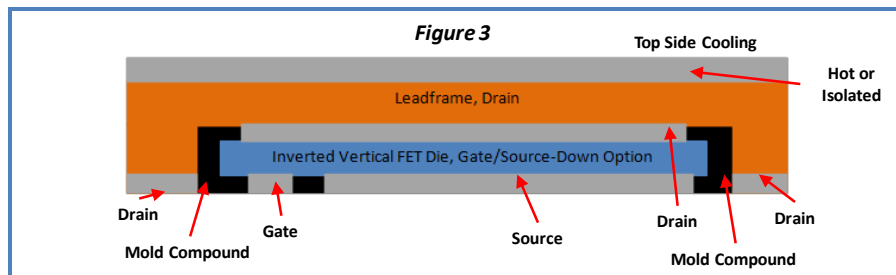 Figure 3
Top Side Cooling
Hot or
Isolated
Leadframe, Drain
Inverted Vertical FET Die, Gate/Source-Down Option
Drain
Mold Compound
Gate
Source
Drain
Mold Compound
Drain